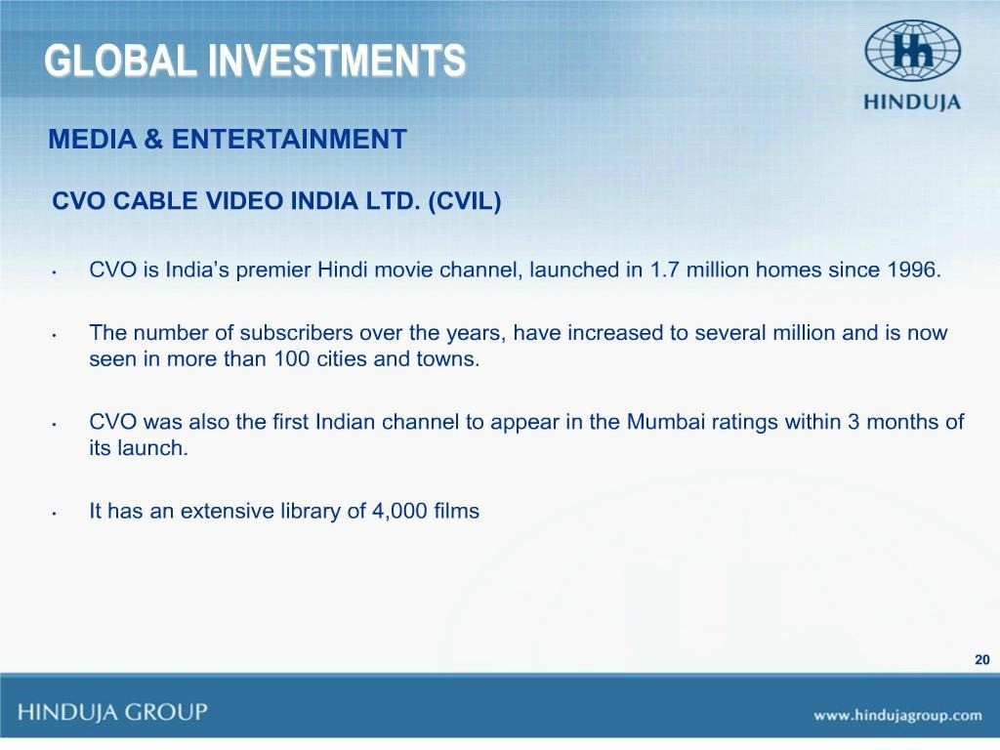 GLOBAL INVESTMENTS
Hn
HINDUJA
MEDIA & ENTERTAINMENT
CVO CABLE VIDEO INDIA LTD. (CVIL)
• CVO is India’s premier Hindi movie channel, launched in 1.7 million homes since 1996.
• The number of subscribers over the years, have increased to several million and is now
seen in more than 100 cities and towns.
• CVO was also the first Indian channel to appear in the Mumbai ratings within 3 months of
its launch.
• It has an extensive library of 4,000 films
20
HINDUJA GROUP
www.hindujagroup.com